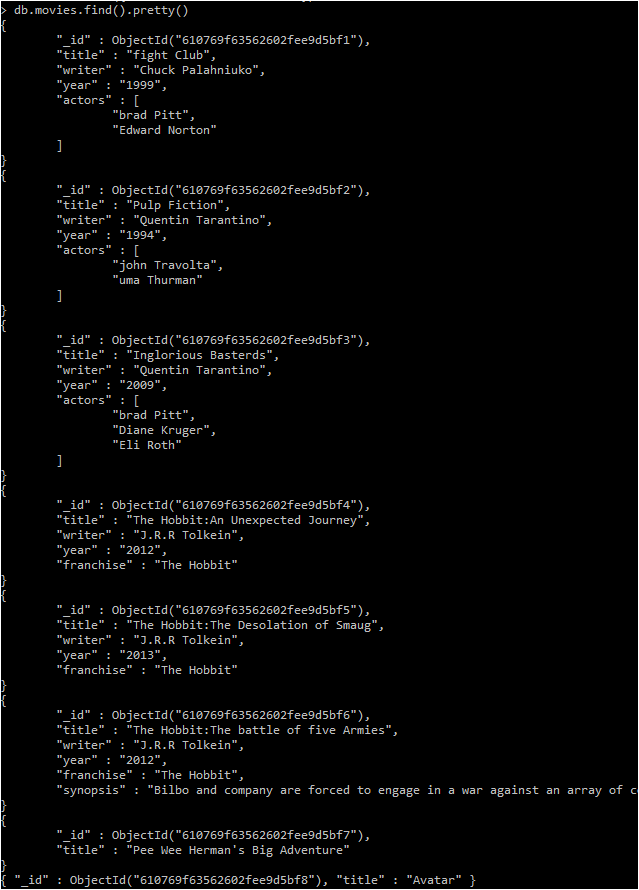 > db.movies.find().pretty()
{
        "_id" : ObjectId("610769f63562602fee9d5bf1"),
        "title" : "fight Club",
        "writer" : "Chuck Palahniuko",
        "year" : "1999",
        "actors" : [
                "brad Pitt",
                "Edward Norton"
        ]
}
{
        "_id" : ObjectId("610769f63562602fee9d5bf2"),
        "title" : "Pulp Fiction",
        "writer" : "Quentin Tarantino",
        "year" : "1994",
        "actors" : [
                "john Travolta",
                "uma Thurman"
        ]
}
{
        "_id" : ObjectId("610769f63562602fee9d5bf3"),
        "title" : "Inglorious Basterds",
        "writer" : "Quentin Tarantino",
        "year" : "2009",
        "actors" : [
                "brad Pitt",
                "Diane Kruger",
                "Eli Roth"
        ]
}
{
        "_id" : ObjectId("610769f63562602fee9d5bf4"),
        "title" : "The Hobbit:An Unexpected Journey",
        "writer" : "J.R.R Tolkein",
        "year" : "2012",
        "franchise" : "The Hobbit"
}
{
        "_id" : ObjectId("610769f63562602fee9d5bf5"),
        "title" : "The Hobbit:The Desolation of Smaug",
        "writer" : "J.R.R Tolkein",
        "year" : "2013",
        "franchise" : "The Hobbit"
}
{
        "_id" : ObjectId("610769f63562602fee9d5bf6"),
        "title" : "The Hobbit:The battle of five Armies",
        "writer" : "J.R.R Tolkein",
        "year" : "2012",
        "franchise" : "The Hobbit",
        "synopsis" : "Bilbo and company are forced to engage in a war against an array of
}
{
        "_id" : ObjectId("610769f63562602fee9d5bf7"),
        "title" : "Pee Wee Herman's Big Adventure"
}
{ "_id" : ObjectId("610769f63562602fee9d5bf8"), "title" : "Avatar" }